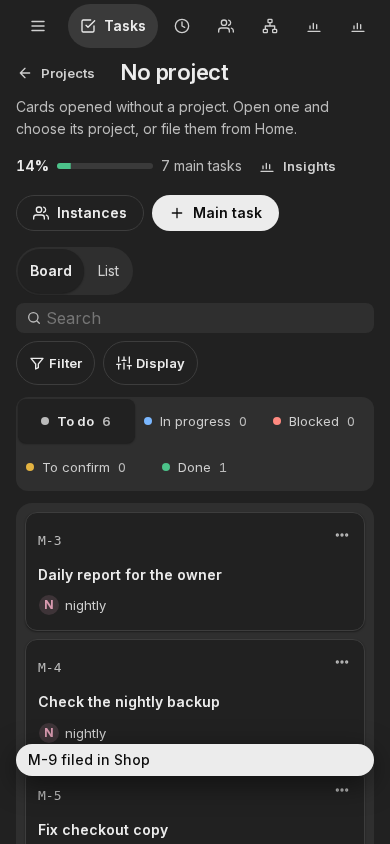 Tasks
Projects
No project
Cards opened without a project. Open one and
choose its project, or file them from Home.
14% 7 main tasks Insights
Instances Main task
Board List
Search
Filter Display
To do 6 In progress 0 Blocked 0
To confirm 0 Done 1
M-3
Daily report for the owner
N nightly
M-4
Check the nightly backup
N nightly
M-9 filed in Shop
M-5
Fix checkout copy